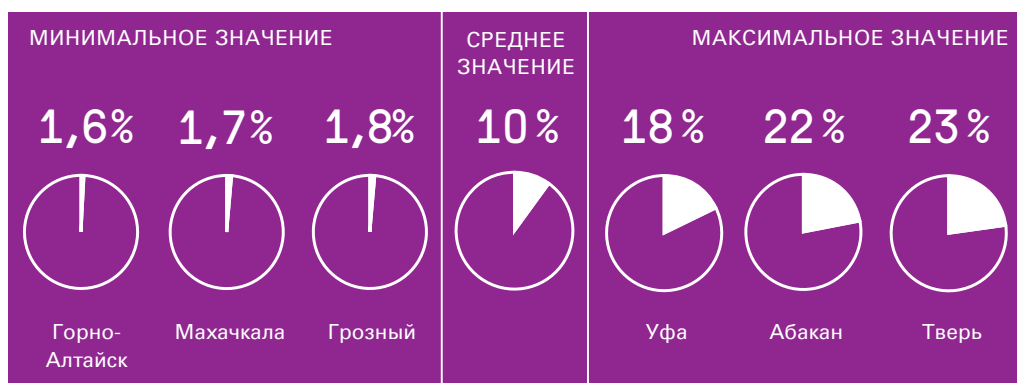 МИНИМАЛЬНОЕ ЗНАЧЕНИЕ
СРЕДНЕЕ
ЗНАЧЕНИЕ
МАКСИМАЛЬНОЕ ЗНАЧЕНИЕ
1,6% 1,7% 1,8% 10% 18% 22% 23%
Горно-
Алтайск
Махачкала
Грозный
Уфа
Абакан
Тверь